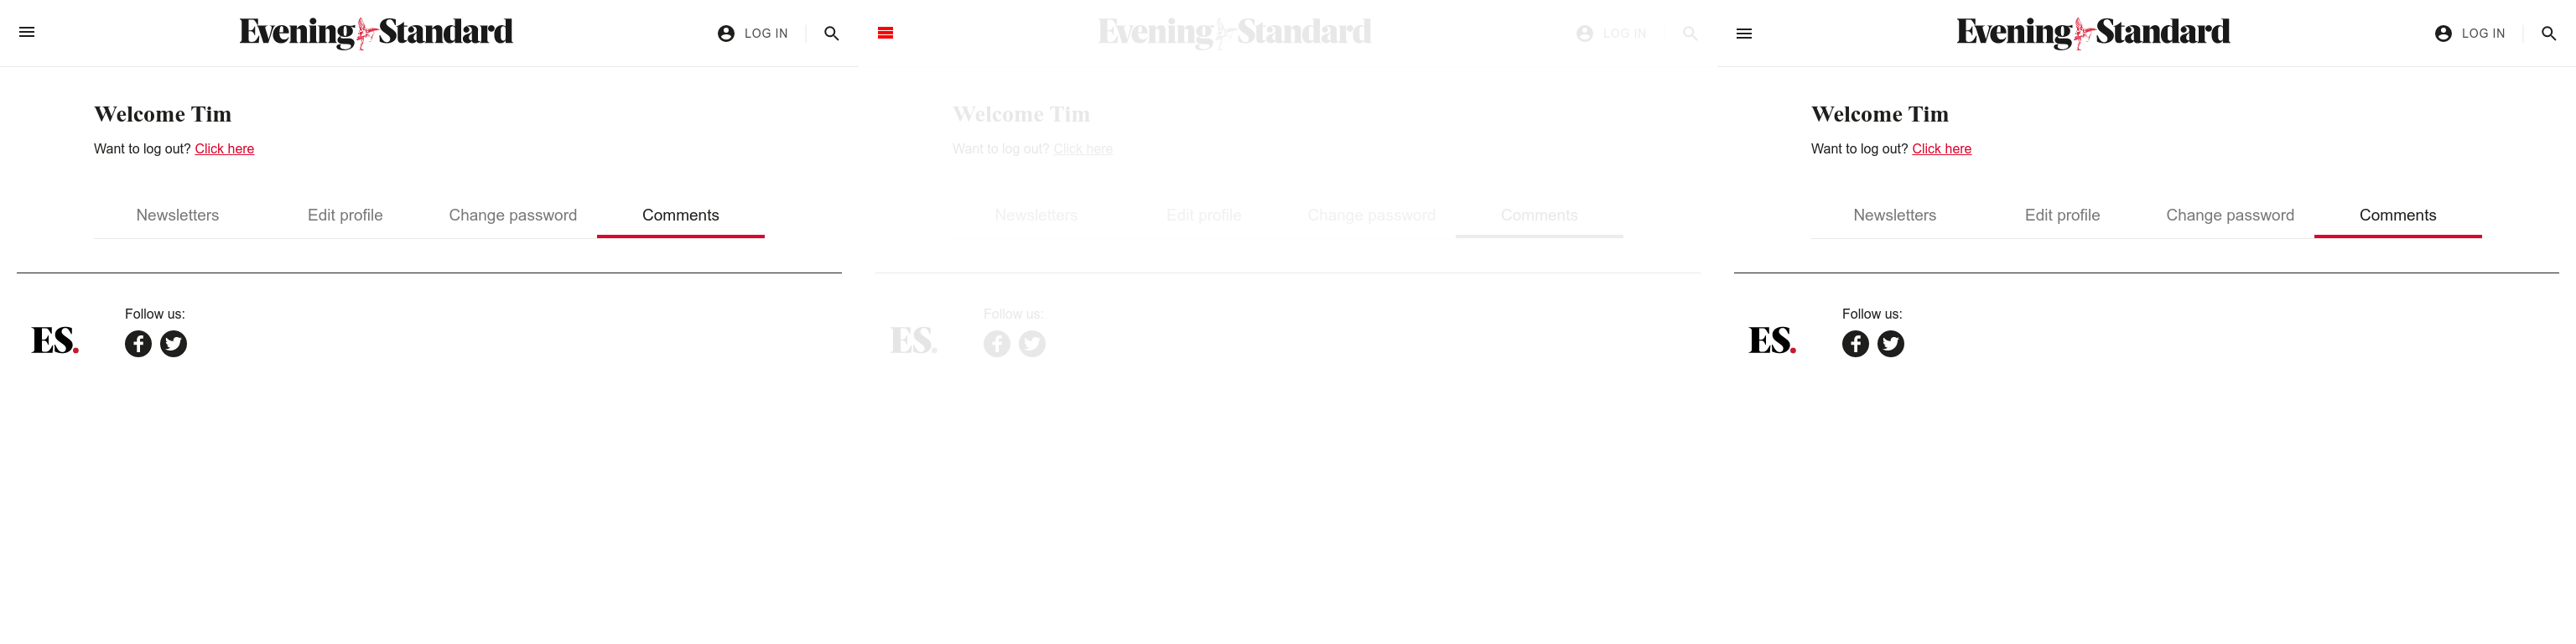 Evening Standard
LOG IN
Welcome Tim
Want to log out? Click here
Newsletters Edit profile Change password Comments
Follow us:
ES.
Evening Standard
LOG IN
Welcome Tim
Want to log out? Click here
Newsletters Edit profile Change password Comments
Follow us:
ES.
Evening Standard
LOG IN
Welcome Tim
Want to log out? Click here
Newsletters Edit profile Change password Comments
Follow us:
ES.